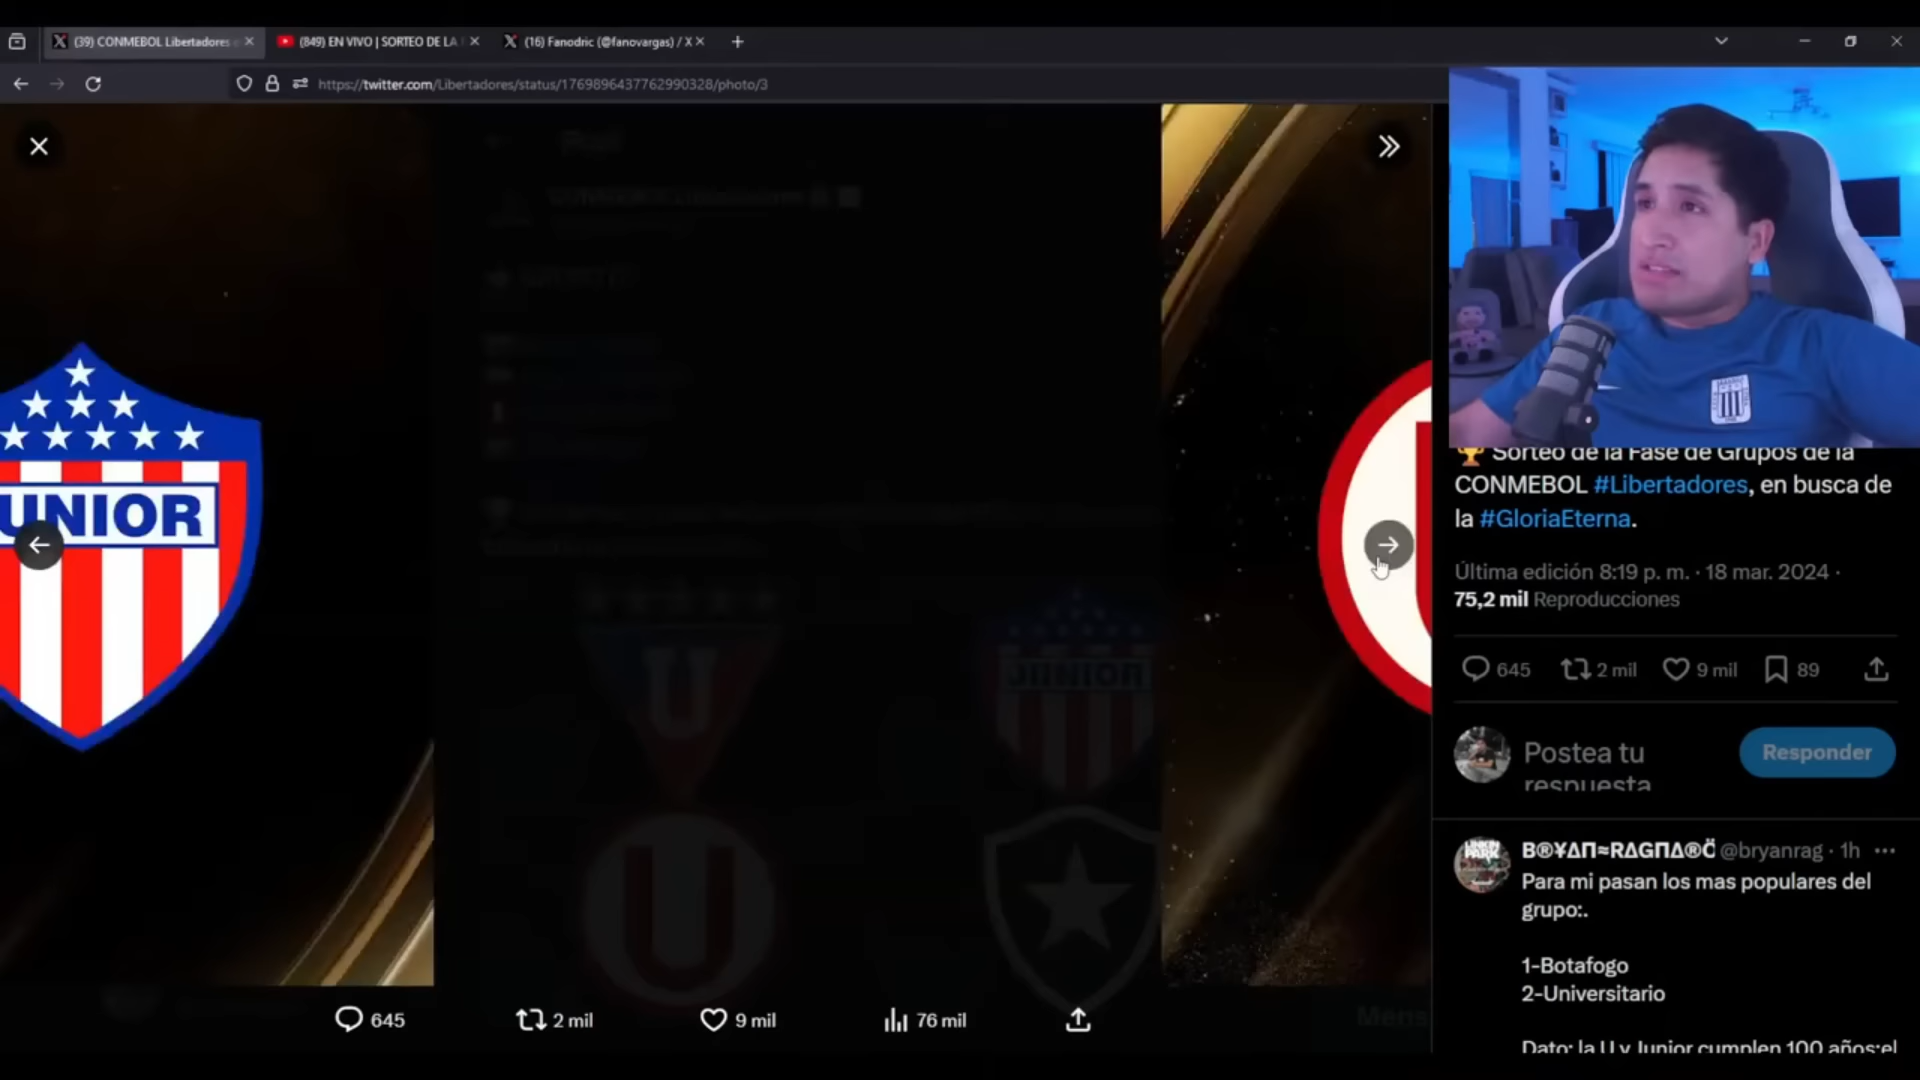 (39) CONMEBOL Libertadores
(849) EN VIVO | SORTEO DE LA
(16) Fanodric (@fanovargas) / X
https://twitter.com/Libertadores/status/1769896437762990328/photo/3
UNIOR
JUNIOR
U
U
Sorteo de la Fase de Grupos de la
CONMEBOL #Libertadores, en busca de
la #GloriaEterna.
Última edición 8:19 p. m. · 18 mar. 2024 ·
75,2 mil Reproducciones
645 2 mil 9 mil 89
Postea tu
respuesta
Responder
B®¥ΔΠ≈RΔGΠΔ®Ö @bryanrag · 1h
Para mi pasan los mas populares del
grupo:.
1-Botafogo
2-Universitario
Dato: la U y Junior cumplen 100 años:el
645 2 mil 9 mil 76 mil